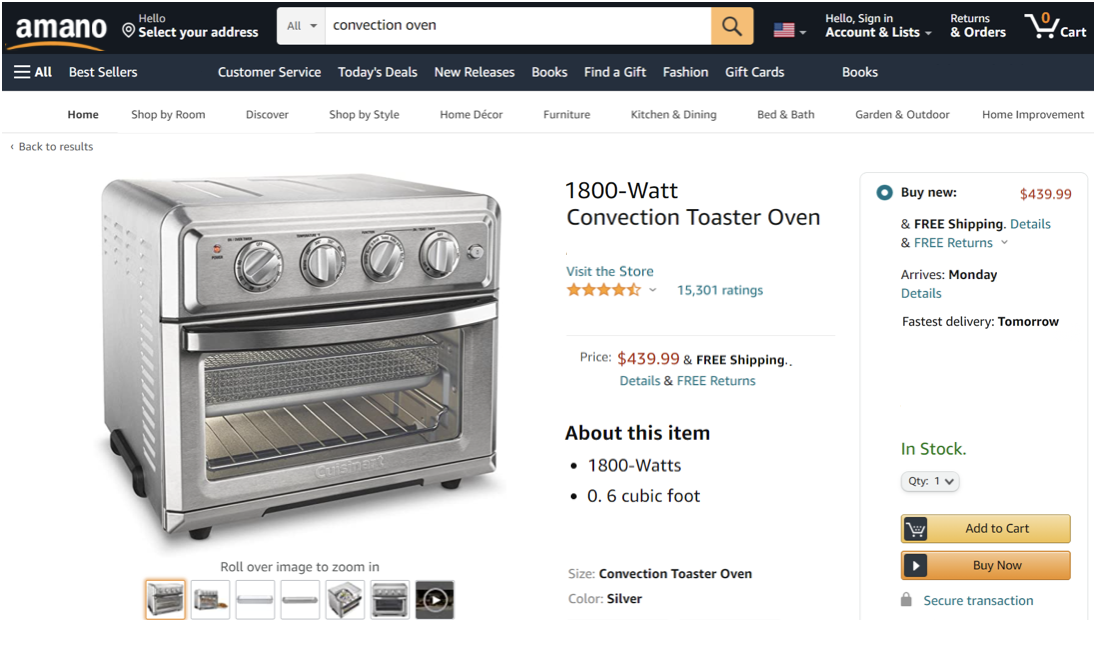 amano
Hello
Select your address
All
convection oven
Hello, Sign in
Account & Lists
Returns
& Orders
0
Cart
All
Best Sellers
Customer Service
Today's Deals
New Releases
Books
Find a Gift
Fashion
Gift Cards
Books
Home
Shop by Room
Discover
Shop by Style
Home Décor
Furniture
Kitchen & Dining
Bed & Bath
Garden & Outdoor
Home Improvement
‹ Back to results
Cuisinart
Roll over image to zoom in
1800-Watt
Convection Toaster Oven
Visit the Store
15,301 ratings
Price: $439.99 & FREE Shipping..
Details & FREE Returns
About this item
• 1800-Watts
• 0. 6 cubic foot
Size: Convection Toaster Oven
Color: Silver
Buy new: $439.99
& FREE Shipping. Details
& FREE Returns
Arrives: Monday
Details
Fastest delivery: Tomorrow
In Stock.
Qty: 1
Add to Cart
Buy Now
Secure transaction